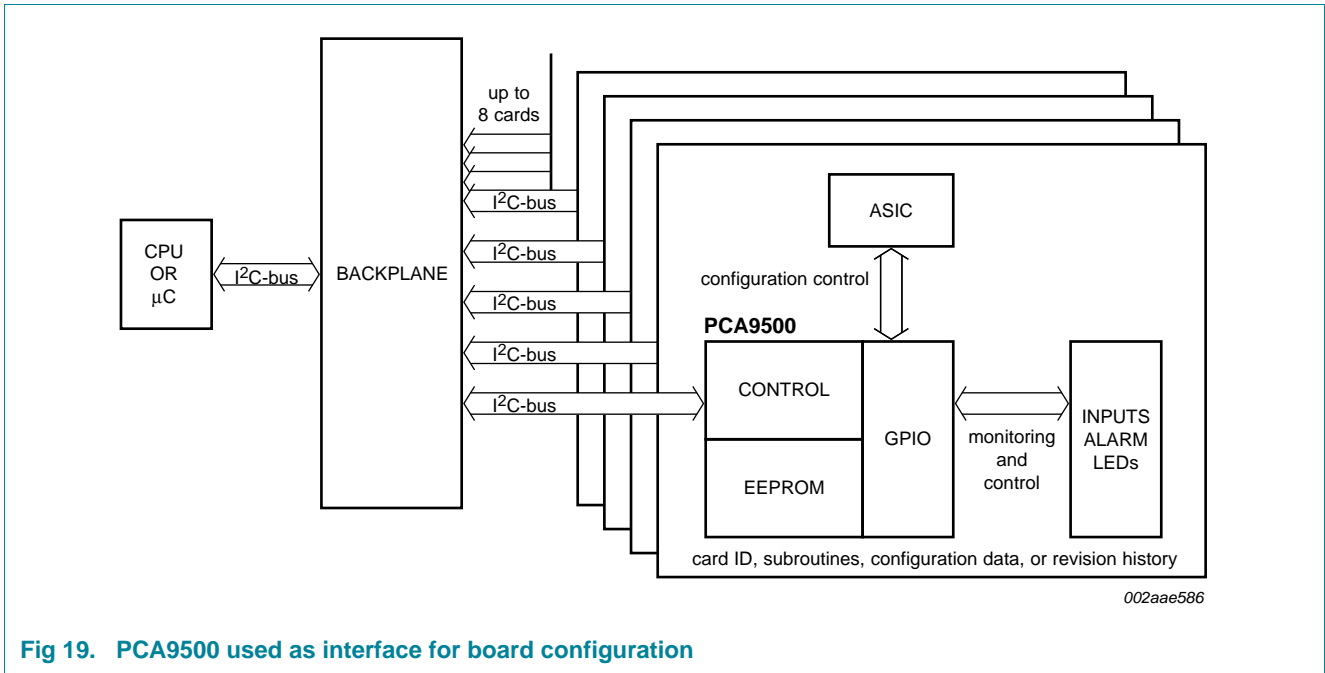 up to
8 cards
I2C-bus
I2C-bus
I2C-bus
I2C-bus
I2C-bus
I2C-bus
CPU
OR
μC
BACKPLANE
ASIC
configuration control
PCA9500
CONTROL
EEPROM
GPIO
monitoring
and
control
INPUTS
ALARM
LEDs
card ID, subroutines, configuration data, or revision history
002aae586
Fig 19. PCA9500 used as interface for board configuration